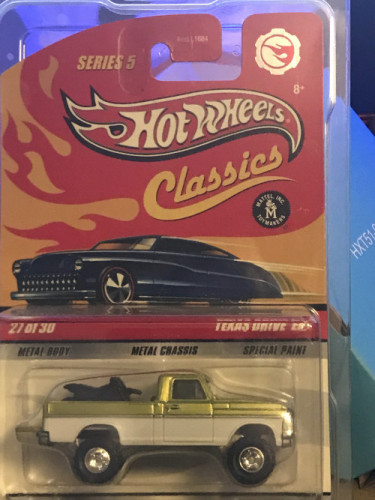 SERIES 5
8+
HOT WHEELS
Classics
MATTEL, INC.
M
TOYMAKERS
27 of 30
TEXAS DRIVE 'EM
METAL BODY METAL CHASSIS SPECIAL PAINT